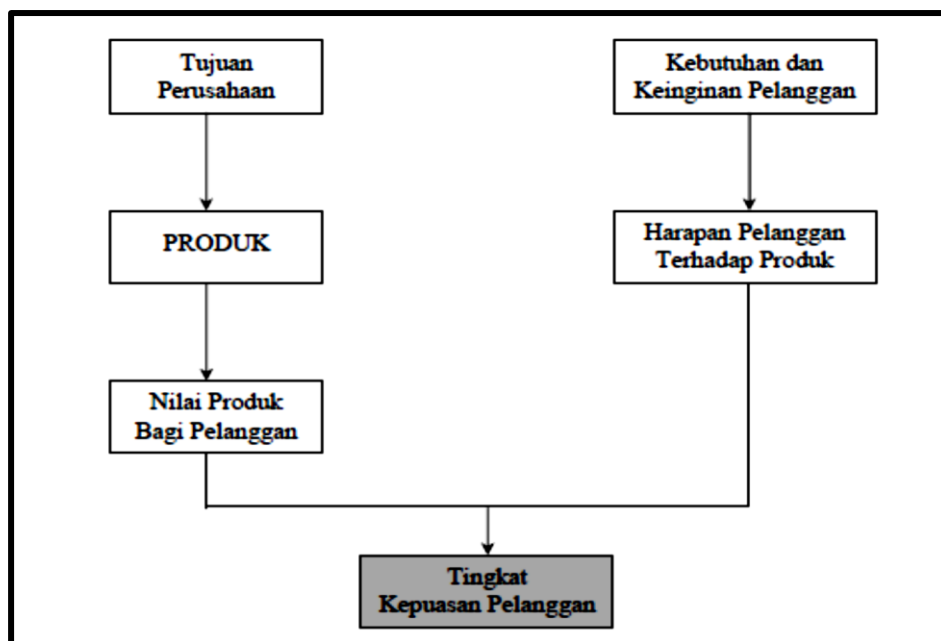 Tujuan
Perusahaan
Kebutuhan dan
Keinginan Pelanggan
PRODUK
Harapan Pelanggan
Terhadap Produk
Nilai Produk
Bagi Pelanggan
Tingkat
Kepuasan Pelanggan